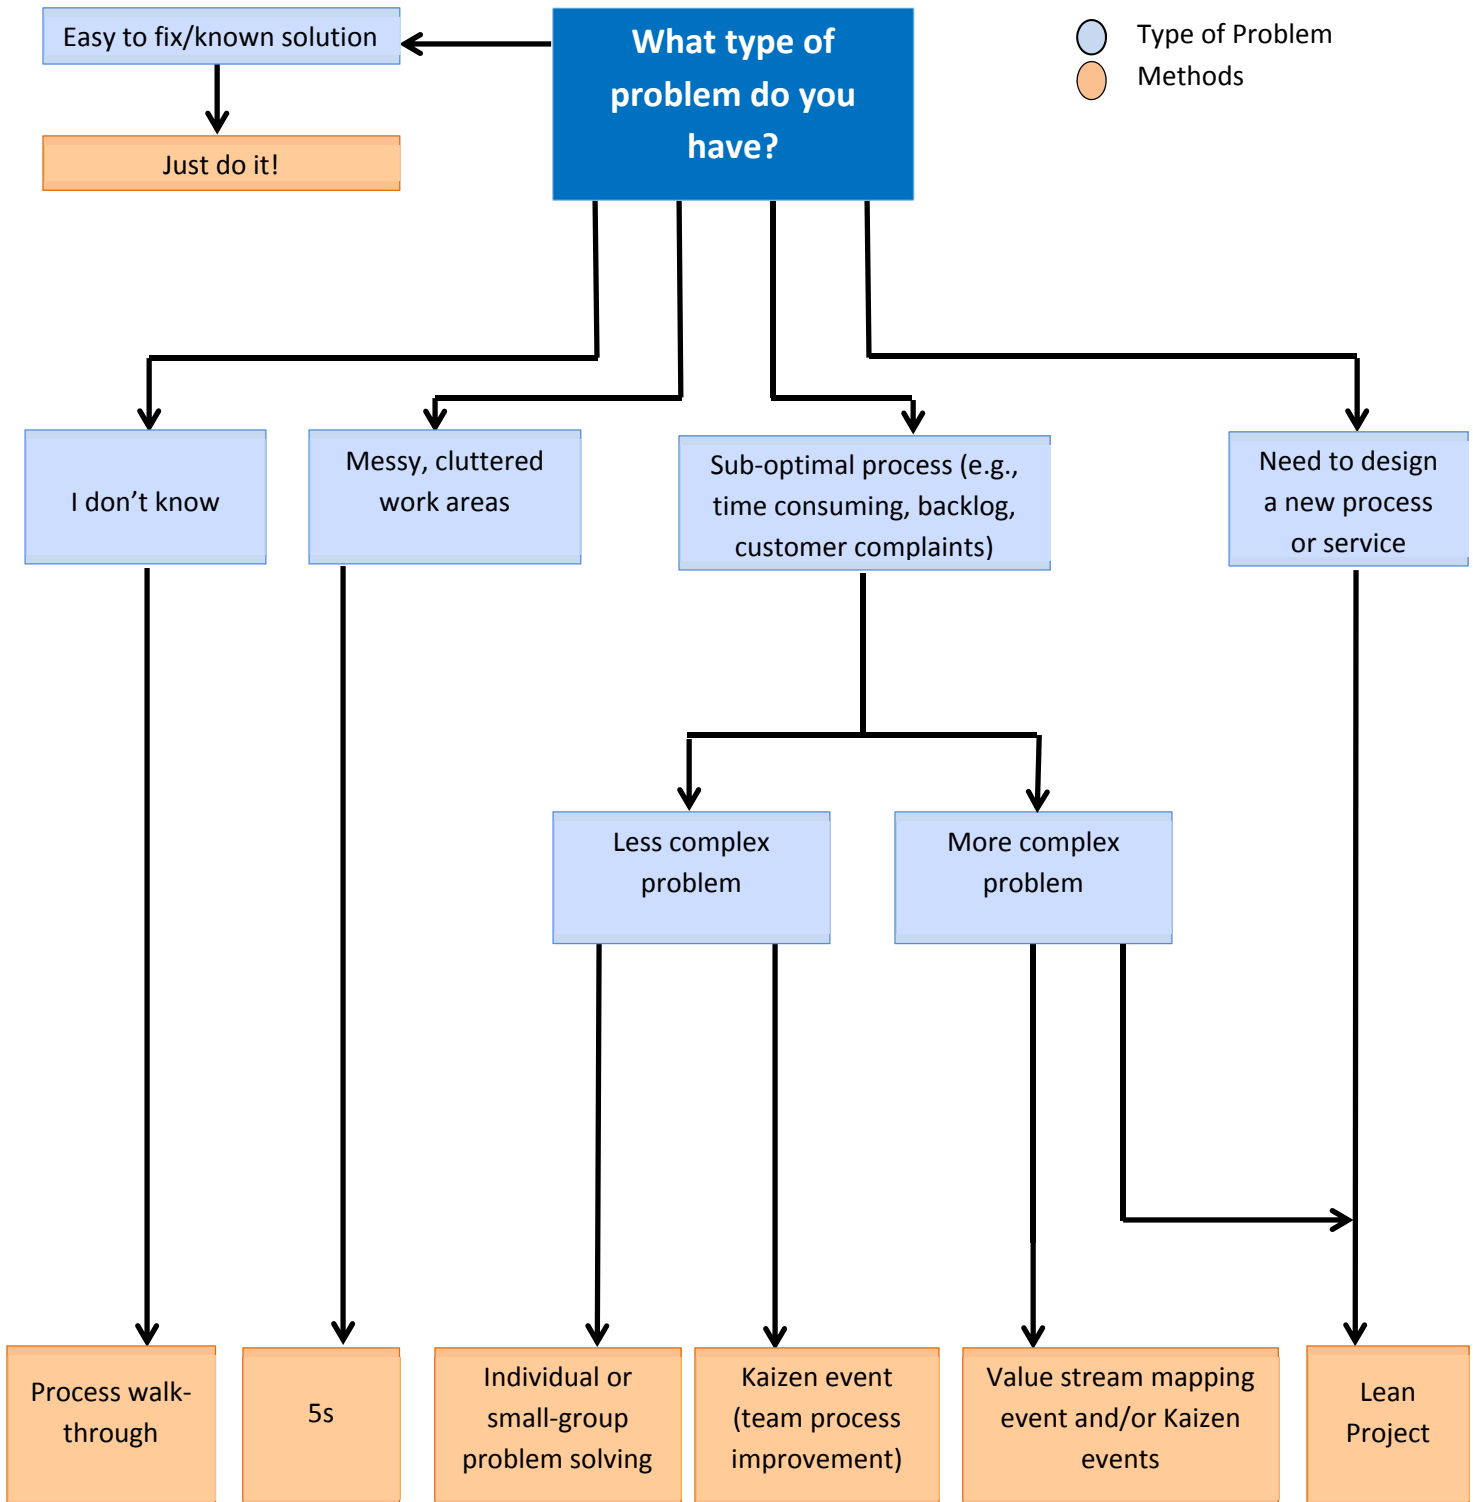 Easy to fix/known solution
What type of
problem do you
have?
Type of Problem
Methods
Just do it!
I don’t know
Messy, cluttered
work areas
Sub-optimal process (e.g.,
time consuming, backlog,
customer complaints)
Need to design
a new process
or service
Less complex
problem
More complex
problem
Process walk-
through
5s
Individual or
small-group
problem solving
Kaizen event
(team process
improvement)
Value stream mapping
event and/or Kaizen
events
Lean
Project